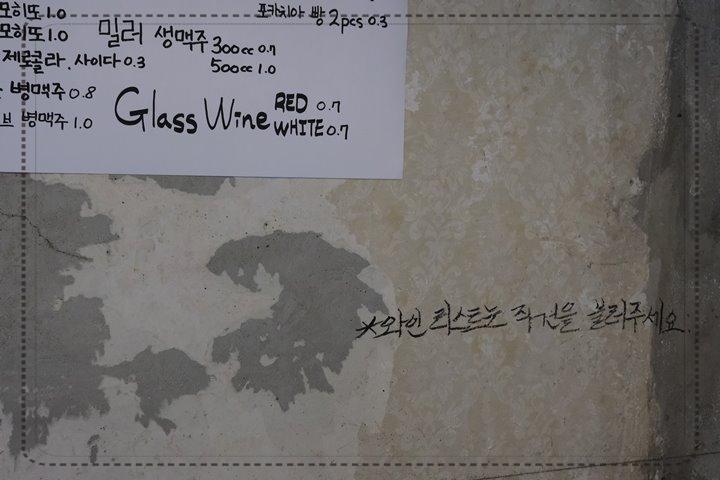 모히또 1.0
포카치아 빵 2pcs 0.3
모히또 1.0
밀러 생맥주 300cc 0.7
500cc 1.0
제로콜라. 사이다 0.3
병맥주 0.8
Glass Wine RED 0.7
WHITE 0.7
브 병맥주 1.0
*와인 리스트는 직원을 불러주세요.